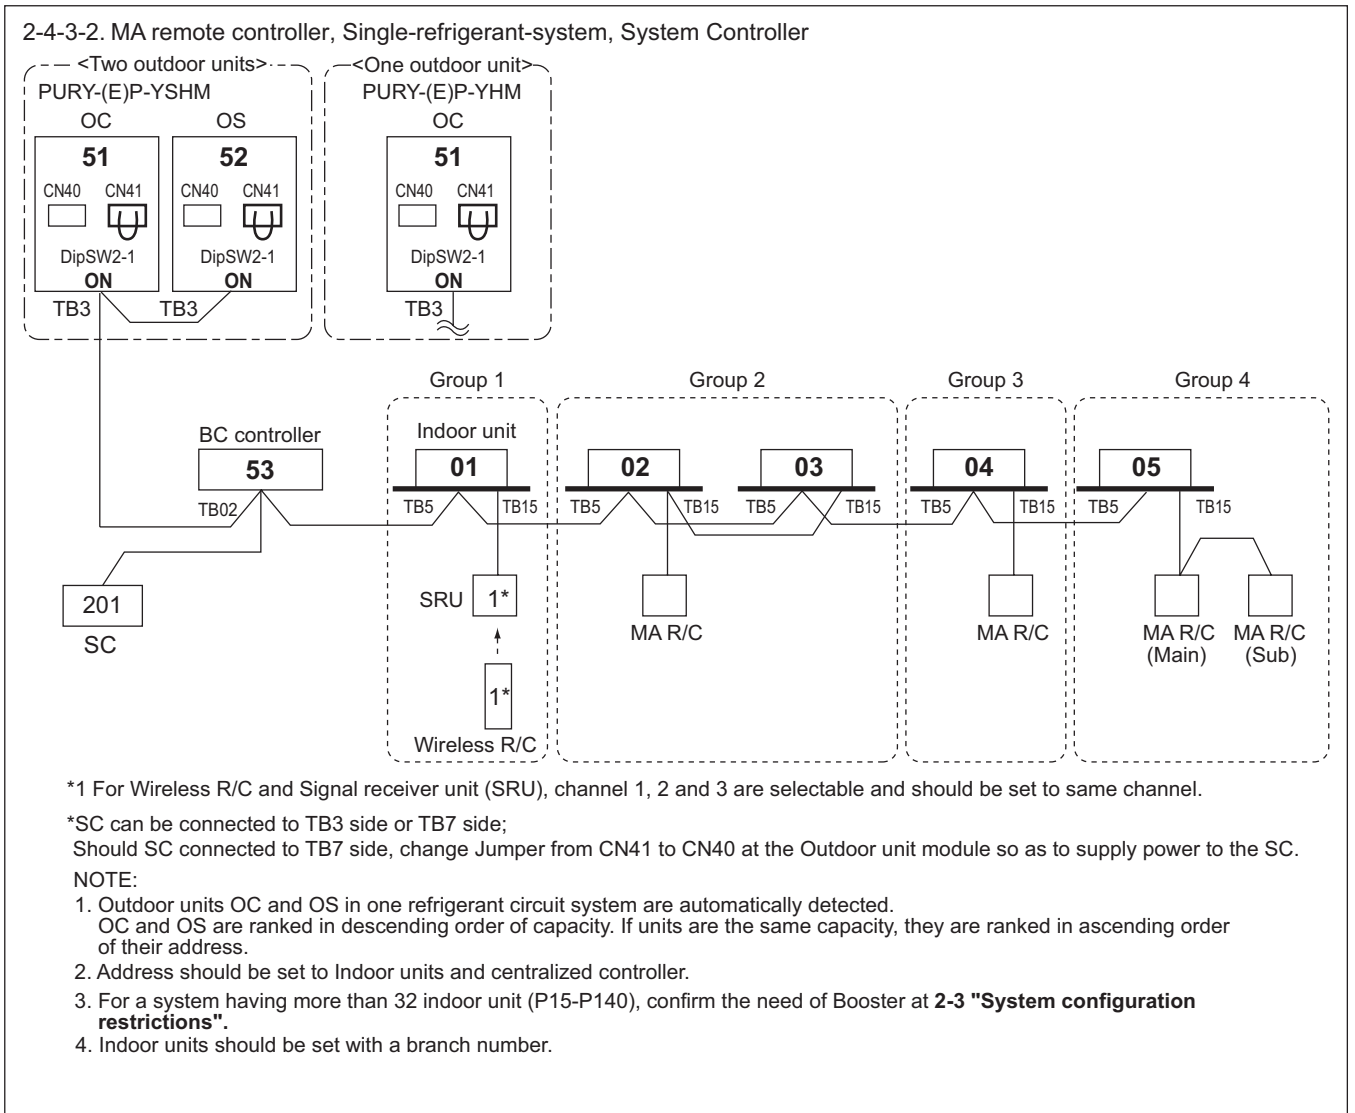 2-4-3-2. MA remote controller, Single-refrigerant-system, System Controller
<Two outdoor units> <One outdoor unit>
PURY-(E)P-YSHM PURY-(E)P-YHM
OC OS OC
51 52 51
CN40 CN41 CN40 CN41 CN40 CN41
DipSW2-1 DipSW2-1 DipSW2-1
ON ON ON
TB3 TB3 TB3
Group 1 Group 2 Group 3 Group 4
BC controller Indoor unit
53 01 02 03 04 05
TB02 TB5 TB15 TB5 TB15 TB5 TB15 TB5 TB15 TB5 TB15
201 SRU 1*
SC MA R/C MA R/C MA R/C MA R/C
(Main) (Sub)
1*
Wireless R/C
*1 For Wireless R/C and Signal receiver unit (SRU), channel 1, 2 and 3 are selectable and should be set to same channel.
*SC can be connected to TB3 side or TB7 side;
Should SC connected to TB7 side, change Jumper from CN41 to CN40 at the Outdoor unit module so as to supply power to the SC.
NOTE:
1. Outdoor units OC and OS in one refrigerant circuit system are automatically detected.
OC and OS are ranked in descending order of capacity. If units are the same capacity, they are ranked in ascending order
of their address.
2. Address should be set to Indoor units and centralized controller.
3. For a system having more than 32 indoor unit (P15-P140), confirm the need of Booster at 2-3 "System configuration
restrictions".
4. Indoor units should be set with a branch number.